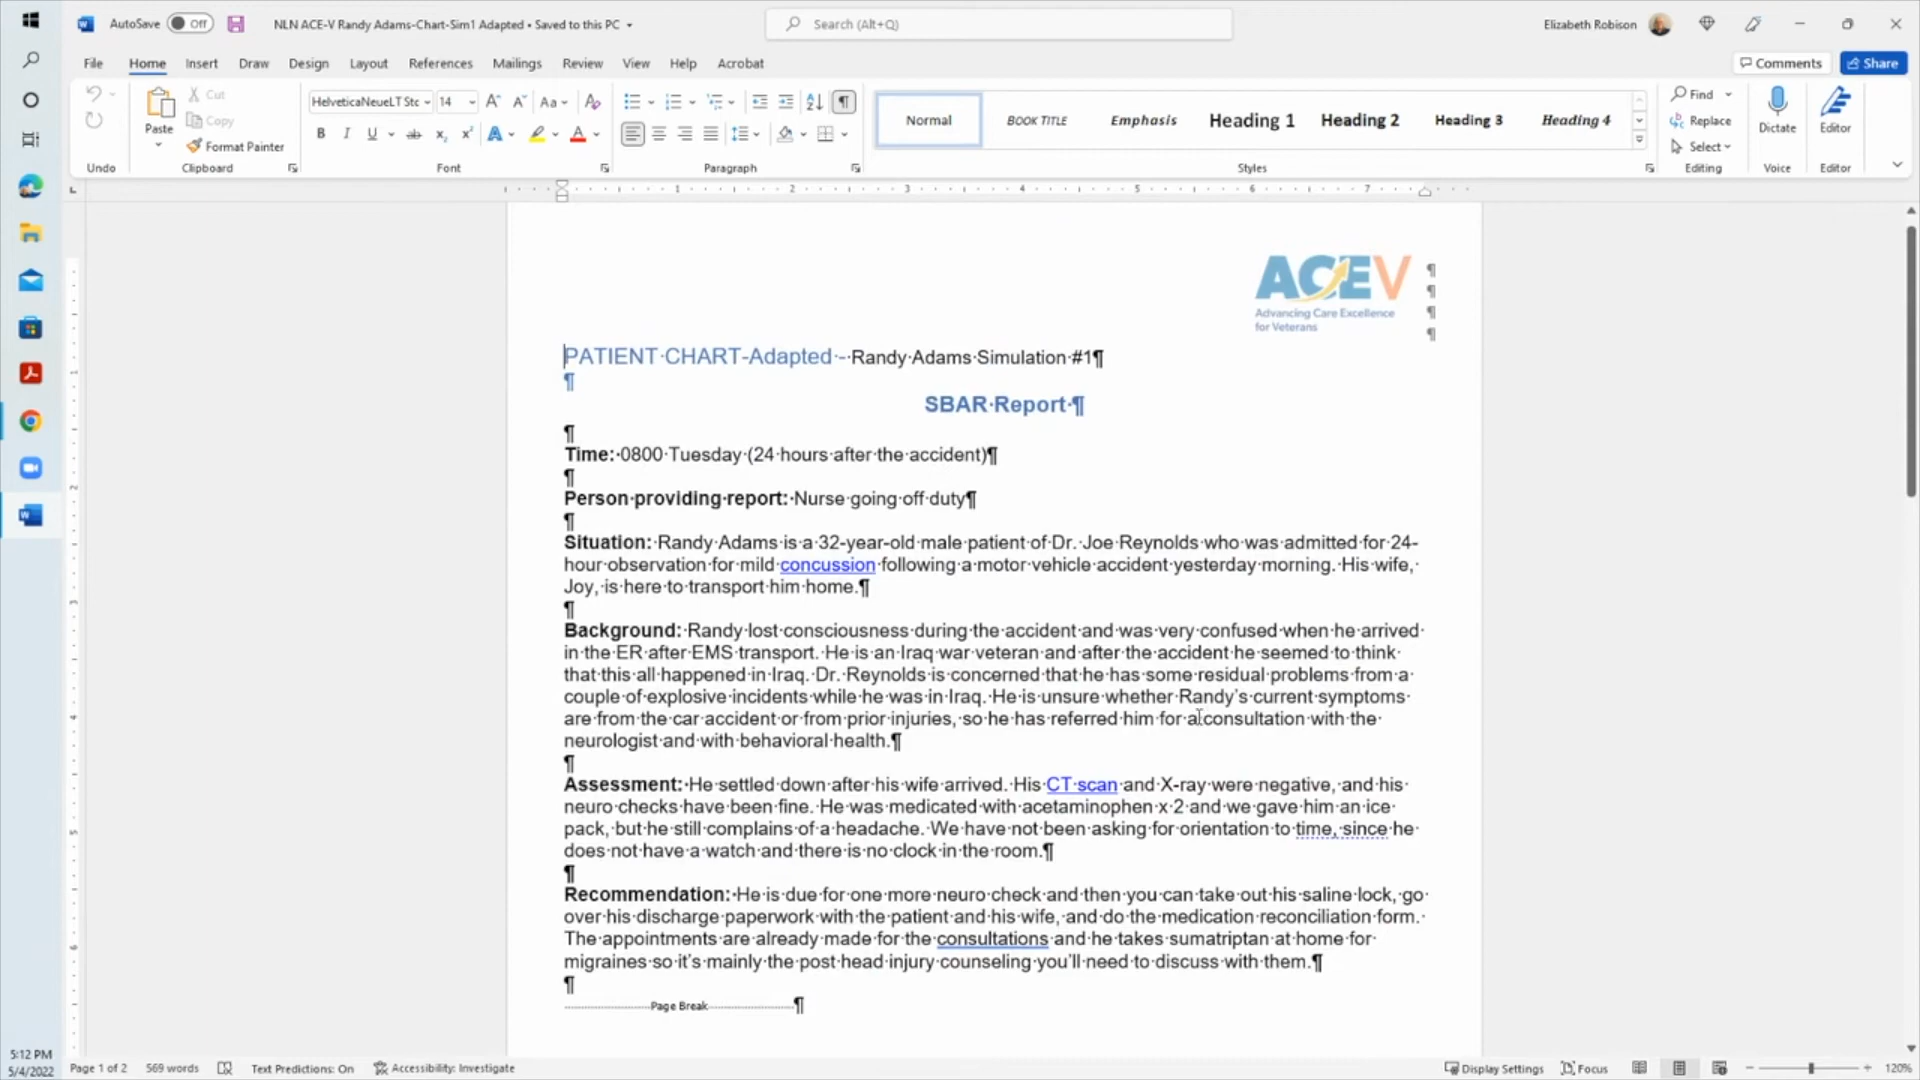 AutoSave Off NLN ACE-V Randy Adams-Chart-Sim1 Adapted • Saved to this PC Search (Alt+Q) Elizabeth Robison
File Home Insert Draw Design Layout References Mailings Review View Help Acrobat Comments Share
Paste Cut Copy Format Painter HelveticaNeueLT Stc 14 Normal BOOK TITLE Emphasis Heading 1 Heading 2 Heading 3 Heading 4 Find Replace Select Dictate Editor
Undo Clipboard Font Paragraph Styles Editing Voice Editor
1 2 3 4 5 6 7
ACEV
Advancing Care Excellence
for Veterans
PATIENT CHART-Adapted - Randy Adams Simulation #1¶
SBAR Report ¶
Time: 0800 Tuesday (24 hours after the accident)¶
Person providing report: Nurse going off duty¶
Situation: Randy Adams is a 32-year-old male patient of Dr. Joe Reynolds who was admitted for 24-
hour observation for mild concussion following a motor vehicle accident yesterday morning. His wife,
Joy, is here to transport him home.¶
Background: Randy lost consciousness during the accident and was very confused when he arrived
in the ER after EMS transport. He is an Iraq war veteran and after the accident he seemed to think
that this all happened in Iraq. Dr. Reynolds is concerned that he has some residual problems from a
couple of explosive incidents while he was in Iraq. He is unsure whether Randy's current symptoms
are from the car accident or from prior injuries, so he has referred him for a consultation with the
neurologist and with behavioral health.¶
Assessment: He settled down after his wife arrived. His CT scan and X-ray were negative, and his
neuro checks have been fine. He was medicated with acetaminophen x 2 and we gave him an ice
pack, but he still complains of a headache. We have not been asking for orientation to time, since he
does not have a watch and there is no clock in the room.¶
Recommendation: He is due for one more neuro check and then you can take out his saline lock, go
over his discharge paperwork with the patient and his wife, and do the medication reconciliation form.
The appointments are already made for the consultations and he takes sumatriptan at home for
migraines so it's mainly the post head injury counseling you'll need to discuss with them.¶
Page Break ¶
5:12 PM
5/4/2022
Page 1 of 2 569 words Text Predictions: On Accessibility: Investigate Display Settings Focus 120%